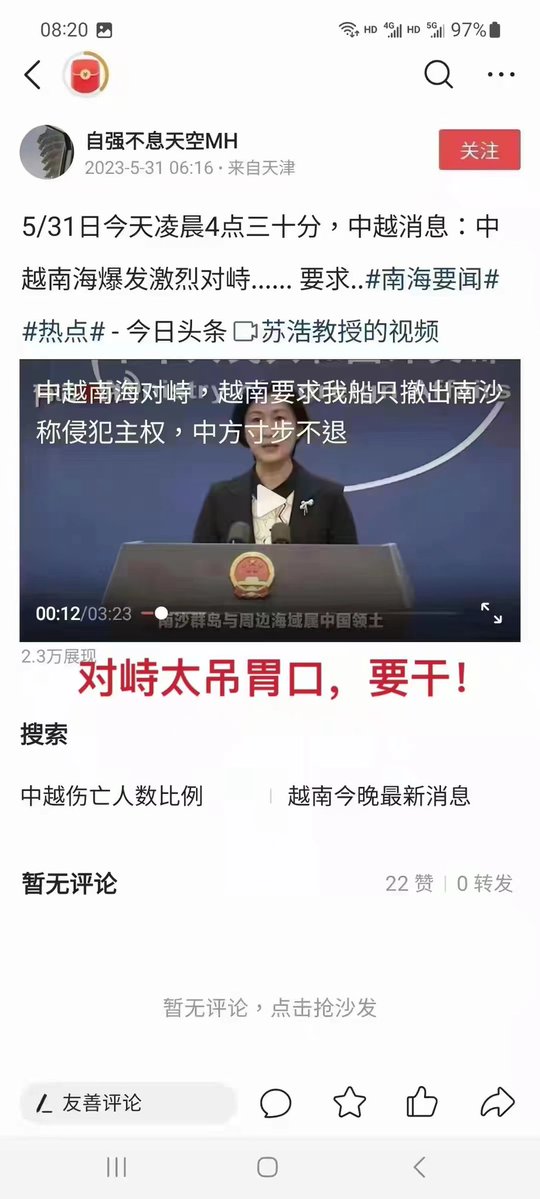 08:20
HD 4G HD 5G 97%
自强不息天空MH
2023-5-31 06:16·来自天津
关注
5/31日今天凌晨4点三十分，中越消息：中
越南海爆发激烈对峙...... 要求..#南海要闻#
#热点# - 今日头条 苏浩教授的视频
中越南海对峙，越南要求我船只撤出南沙
称侵犯主权，中方寸步不退
00:12/03:23
南沙群岛与周边海域属中国领土
2.3万展现
对峙太吊胃口，要干！
搜索
中越伤亡人数比例
越南今晚最新消息
暂无评论
22 赞
0 转发
暂无评论，点击抢沙发
友善评论